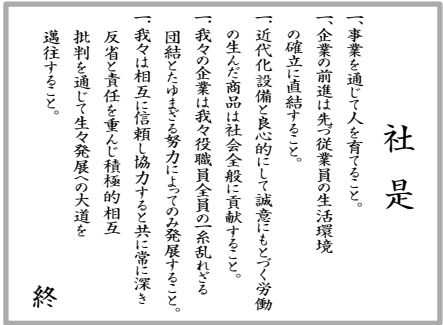 社是
一、事業を通じて人を育てること。
一、企業の前進は先づ従業員の生活環境
の確立に直結すること。
一、近代化設備と良心的にして誠意にもとづく労働
の生んだ商品は社会全般に貢献すること。
一、我々の企業は我々役職員全員の一糸乱れざる
団結とたゆまざる努力によってのみ発展すること。
一、我々は相互に信頼し協力すると共に常に深き
反省と責任を重んじ積極的相互
批判を通じて生々発展への大道を
邁往すること。
終